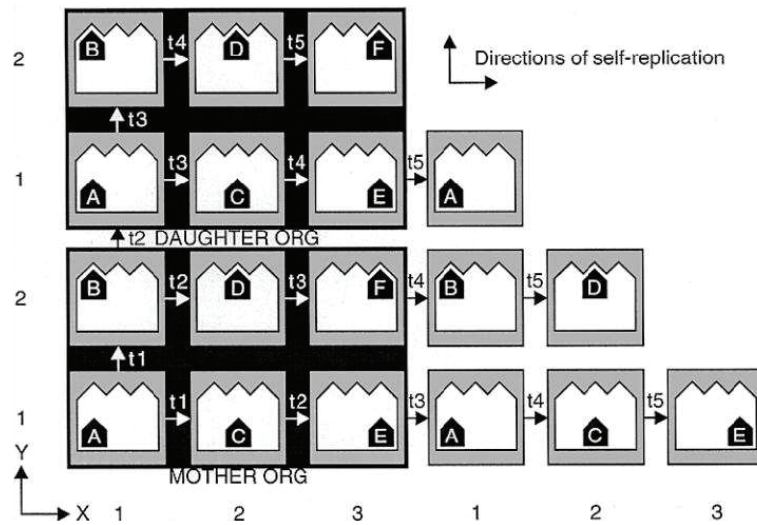 2 B t4 D t5 F Directions of self-replication
t3
1 A t3 C t4 E t5 A
t2 DAUGHTER ORG
2 B t2 D t3 F t4 B t5 D
t1
1 A t1 C t2 E t3 A t4 C t5 E
Y MOTHER ORG
X 1 2 3 1 2 3